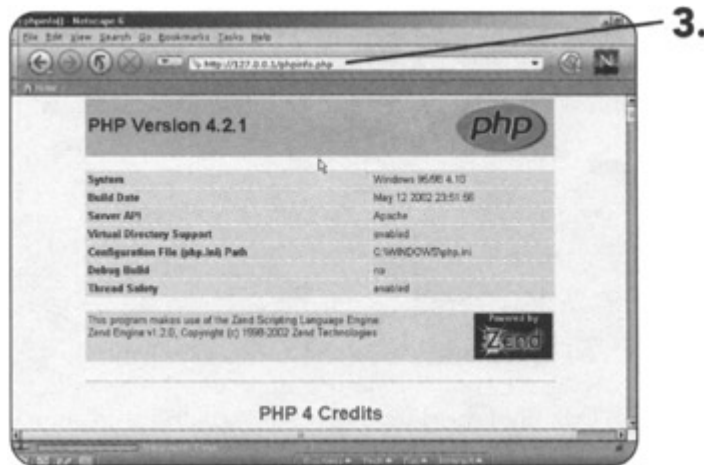 phpinfo() - Netscape 6
File Edit View Search Go Bookmarks Tasks Help
http://127.0.0.1/phpinfo.php
3.
N
Home
PHP Version 4.2.1
php
System Windows 95/98 4.10
Build Date May 12 2002 23:51:56
Server API Apache
Virtual Directory Support enabled
Configuration File (php.ini) Path C:\WINDOWS\php.ini
Debug Build no
Thread Safety enabled
This program makes use of the Zend Scripting Language Engine:
Zend Engine v1.2.0, Copyright (c) 1998-2002 Zend Technologies
Powered by
Zend
PHP 4 Credits